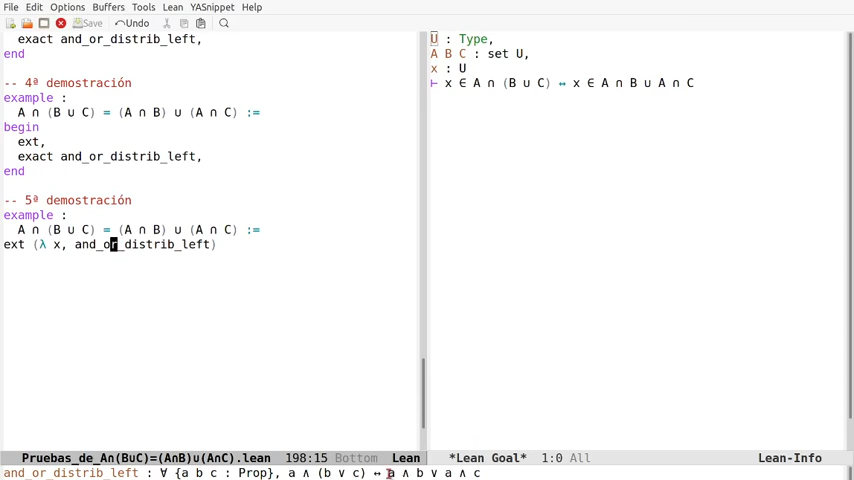 File Edit Options Buffers Tools Lean YASnippet Help
Save Undo
exact and_or_distrib_left,
end
-- 4ª demostración
example :
A ∩ (B ∪ C) = (A ∩ B) ∪ (A ∩ C) :=
begin
ext,
exact and_or_distrib_left,
end
-- 5ª demostración
example :
A ∩ (B ∪ C) = (A ∩ B) ∪ (A ∩ C) :=
ext (λ x, and_or_distrib_left)
U : Type,
A B C : set U,
x : U
⊢ x ∈ A ∩ (B ∪ C) ↔ x ∈ A ∩ B ∪ A ∩ C
Pruebas_de_A∩(B∪C)=(A∩B)∪(A∩C).lean 198:15 Bottom Lean
*Lean Goal* 1:0 All Lean-Info
and_or_distrib_left : ∀ {a b c : Prop}, a ∧ (b ∨ c) ↔ a ∧ b ∨ a ∧ c